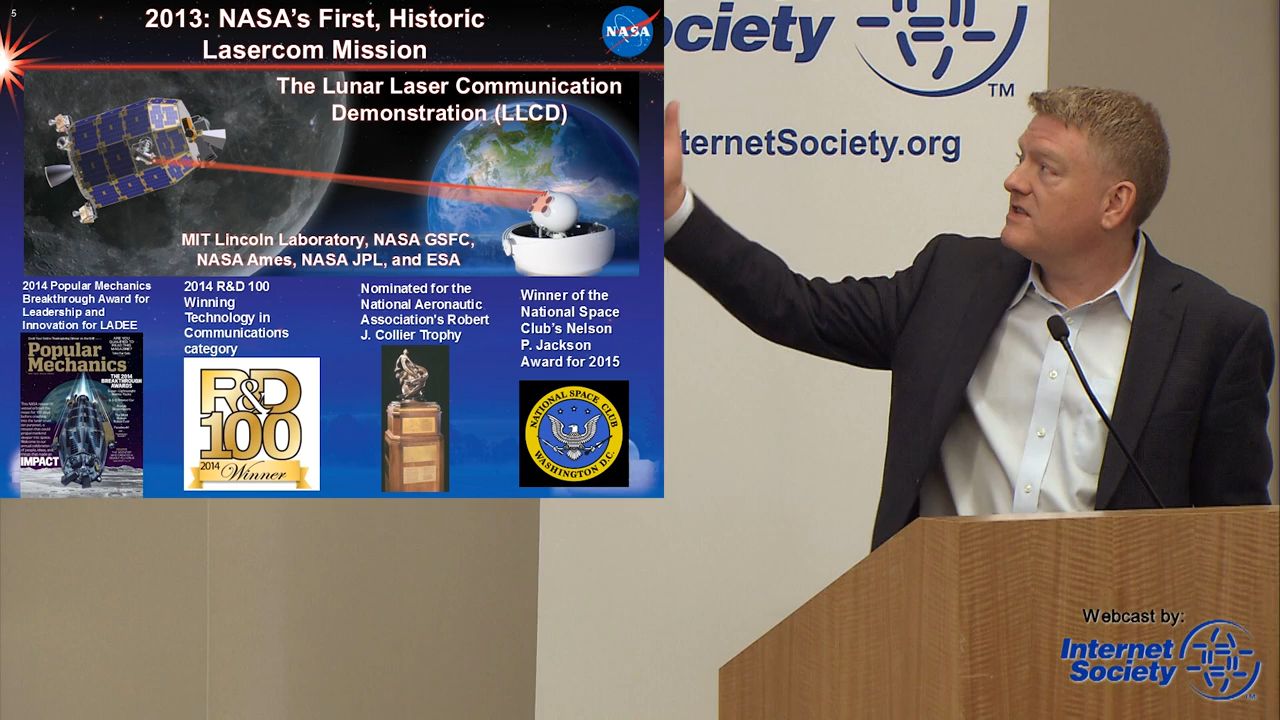 5
2013: NASA's First, Historic
Lasercom Mission
NASA
The Lunar Laser Communication
Demonstration (LLCD)
MIT Lincoln Laboratory, NASA GSFC,
NASA Ames, NASA JPL, and ESA
2014 Popular Mechanics
Breakthrough Award for
Leadership and
Innovation for LADEE
Popular
Mechanics
THE 2014
BREAKTHROUGH
AWARDS
IMPACT
2014 R&D 100
Winning
Technology in
Communications
category
R&D
100
2014 Winner
Nominated for the
National Aeronautic
Association's Robert
J. Collier Trophy
Winner of the
National Space
Club's Nelson
P. Jackson
Award for 2015
NATIONAL SPACE CLUB
WASHINGTON D.C.
ociety
TM
ternetSociety.org
Webcast by:
Internet
Society
TM